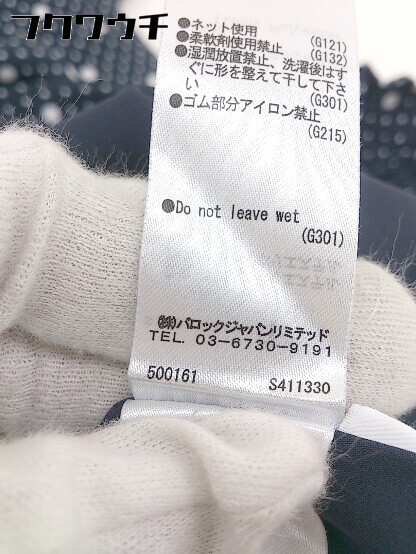 フクワウチ
●ネット使用 (G121)
●柔軟剤使用禁止 (G132)
●湿潤放置禁止、洗濯後はす
ぐに形を整えて干して下さ
い (G301)
●ゴム部分アイロン禁止
(G215)
●Do not leave wet
(G301)
㈱バロックジャパンリミテッド
TEL. 03-6730-9191
500161 S411330